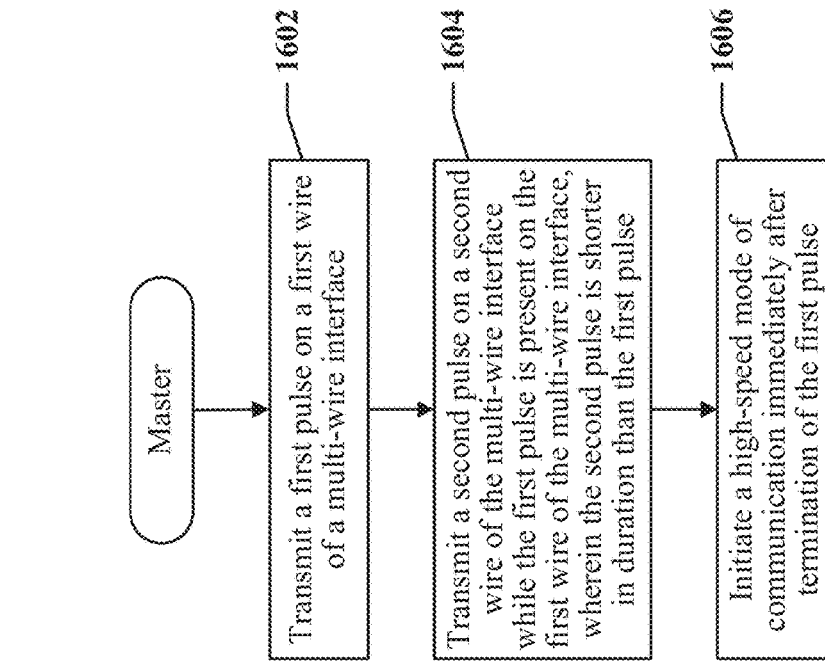 Master
1602
Transmit a first pulse on a first wire
of a multi-wire interface
1604
Transmit a second pulse on a second
wire of the multi-wire interface
while the first pulse is present on the
first wire of the multi-wire interface,
wherein the second pulse is shorter
in duration than the first pulse
1606
Initiate a high-speed mode of
communication immediately after
termination of the first pulse